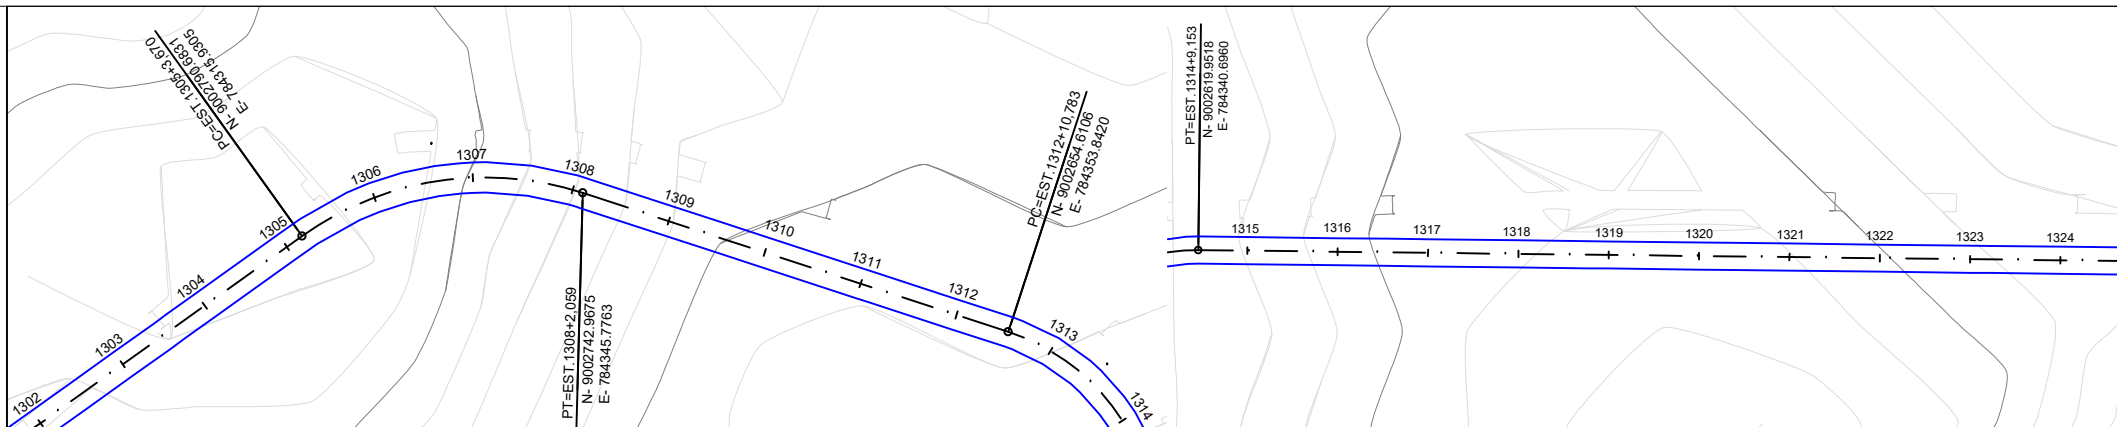 PC=EST.1305+3,670
N- 9002790.6831
E- 784315.9305
1302
1303
1304
1305
1306
1307
1308
PT=EST.1308+2,059
N- 9002742.9675
E- 784345.7763
1309
1310
1311
1312
PC=EST.1312+10,783
N- 9002654.6106
E- 784353.8420
1313
1314
PT=EST.1314+9,153
N- 9002619.9518
E- 784340.6960
1315
1316
1317
1318
1319
1320
1321
1322
1323
1324